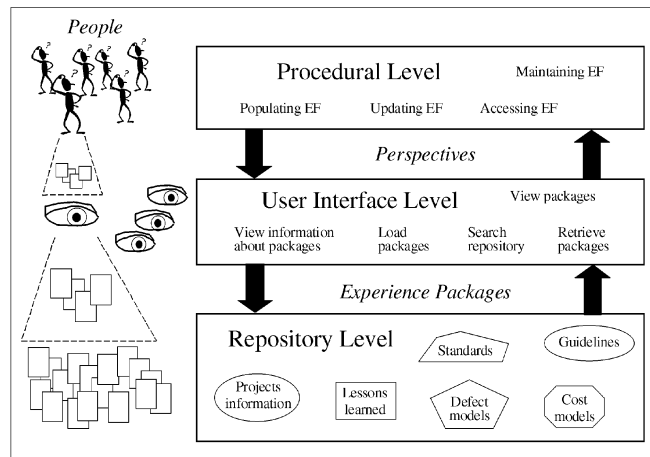 People
? ? ? ? ? ?
Procedural Level
Maintaining EF
Populating EF
Updating EF
Accessing EF
Perspectives
User Interface Level
View packages
View information
about packages
Load
packages
Search
repository
Retrieve
packages
Experience Packages
Repository Level
Standards
Guidelines
Projects
information
Lessons
learned
Defect
models
Cost
models